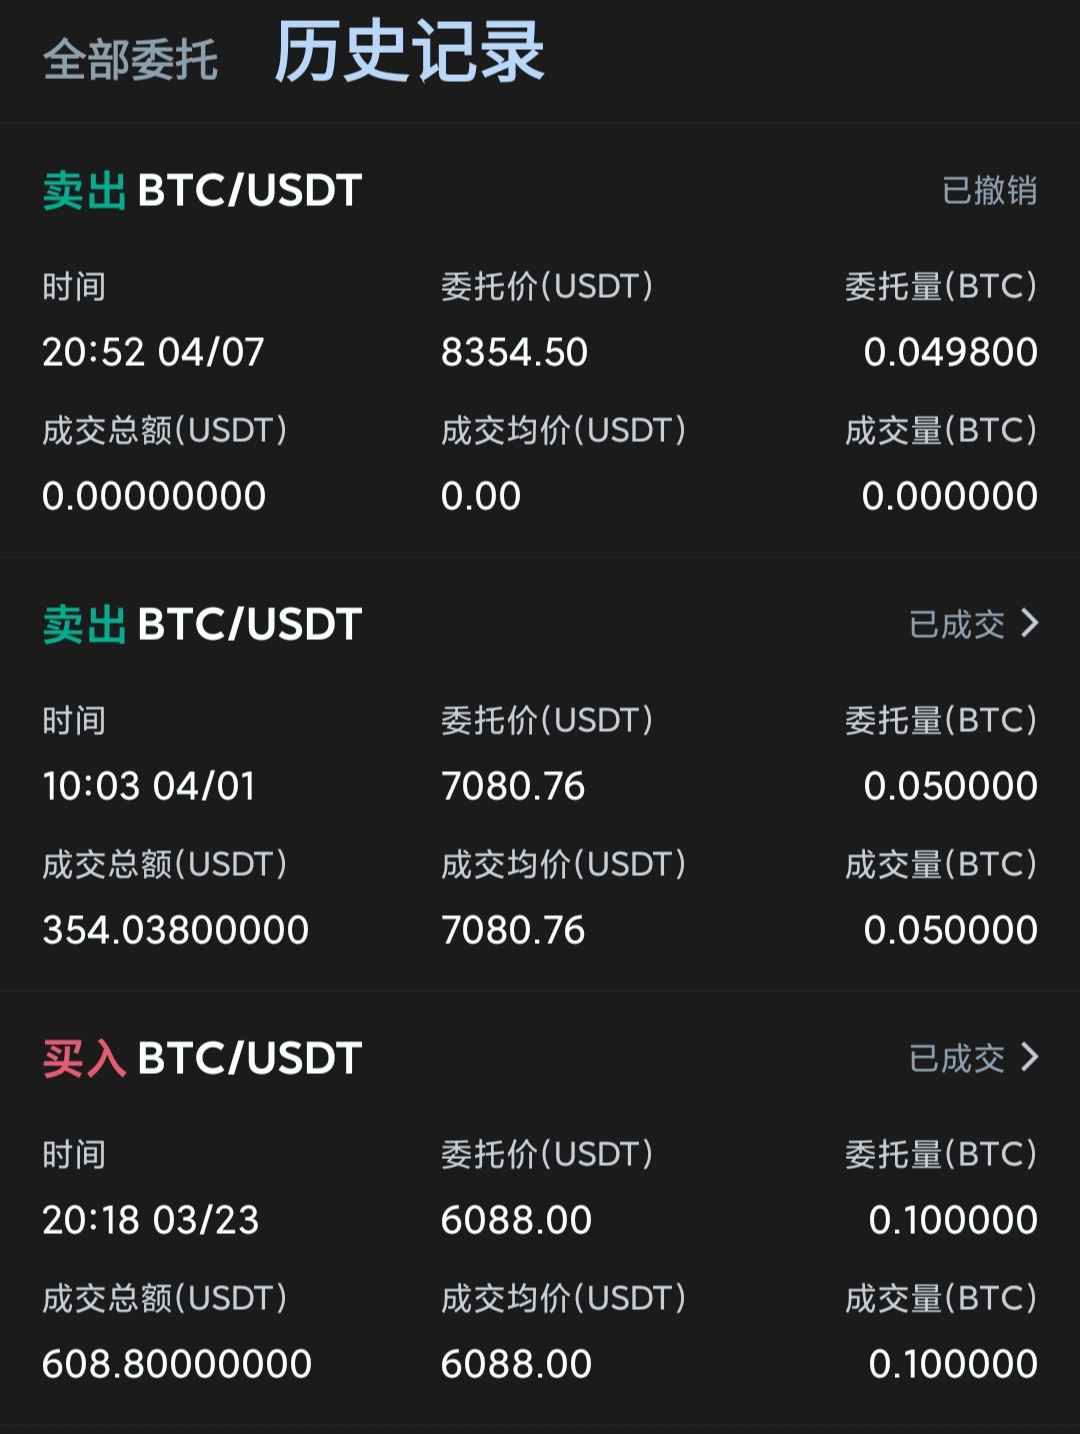 全部委托 历史记录
卖出 BTC/USDT 已撤销
时间 委托价(USDT) 委托量(BTC)
20:52 04/07 8354.50 0.049800
成交总额(USDT) 成交均价(USDT) 成交量(BTC)
0.00000000 0.00 0.000000
卖出 BTC/USDT 已成交 >
时间 委托价(USDT) 委托量(BTC)
10:03 04/01 7080.76 0.050000
成交总额(USDT) 成交均价(USDT) 成交量(BTC)
354.03800000 7080.76 0.050000
买入 BTC/USDT 已成交 >
时间 委托价(USDT) 委托量(BTC)
20:18 03/23 6088.00 0.100000
成交总额(USDT) 成交均价(USDT) 成交量(BTC)
608.80000000 6088.00 0.100000